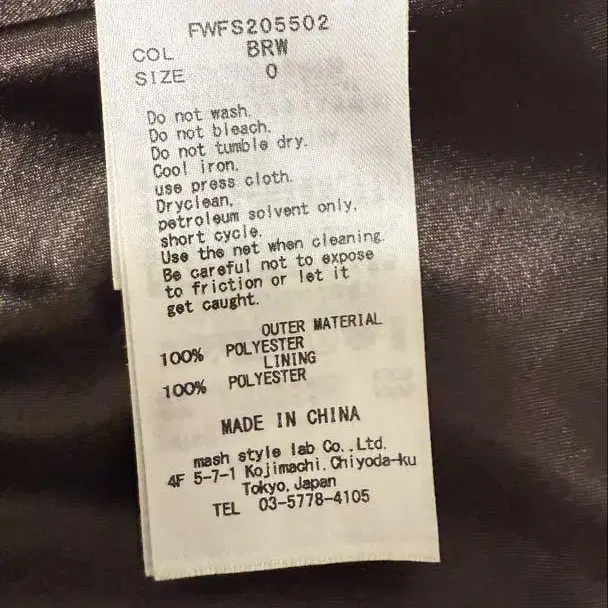 FWFS205502
COL BRW
SIZE 0
Do not wash.
Do not bleach.
Do not tumble dry.
Cool iron.
use press cloth.
Dryclean.
petroleum solvent only.
short cycle.
Use the net when cleaning.
Be careful not to expose
to friction or let it
get caught.
OUTER MATERIAL
100% POLYESTER
LINING
100% POLYESTER
MADE IN CHINA
mash style lab Co.,Ltd.
4F 5-7-1 Kojimachi.Chiyoda-ku
Tokyo.Japan
TEL 03-5778-4105